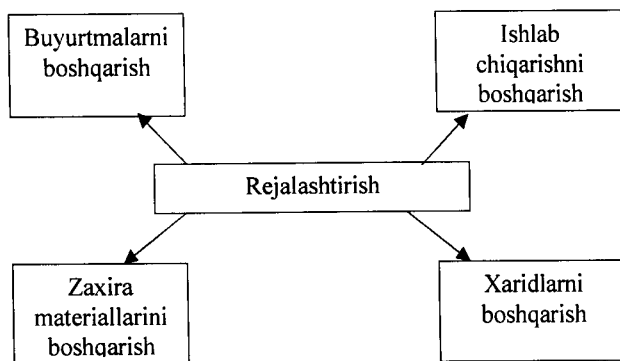 Buyurtmalarni
boshqarish
Ishlab
chiqarishni
boshqarish
Rejalashtirish
Zaxira
materiallarini
boshqarish
Xaridlarni
boshqarish